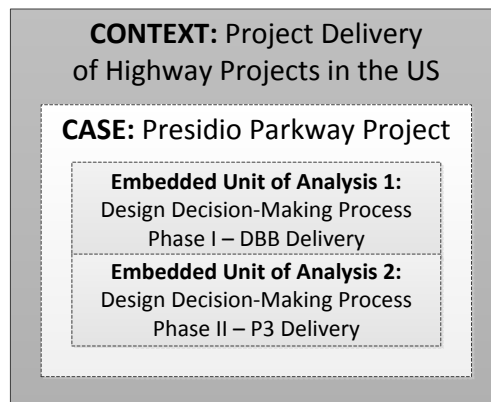 CONTEXT: Project Delivery
of Highway Projects in the US
CASE: Presidio Parkway Project
Embedded Unit of Analysis 1:
Design Decision-Making Process
Phase I – DBB Delivery
Embedded Unit of Analysis 2:
Design Decision-Making Process
Phase II – P3 Delivery